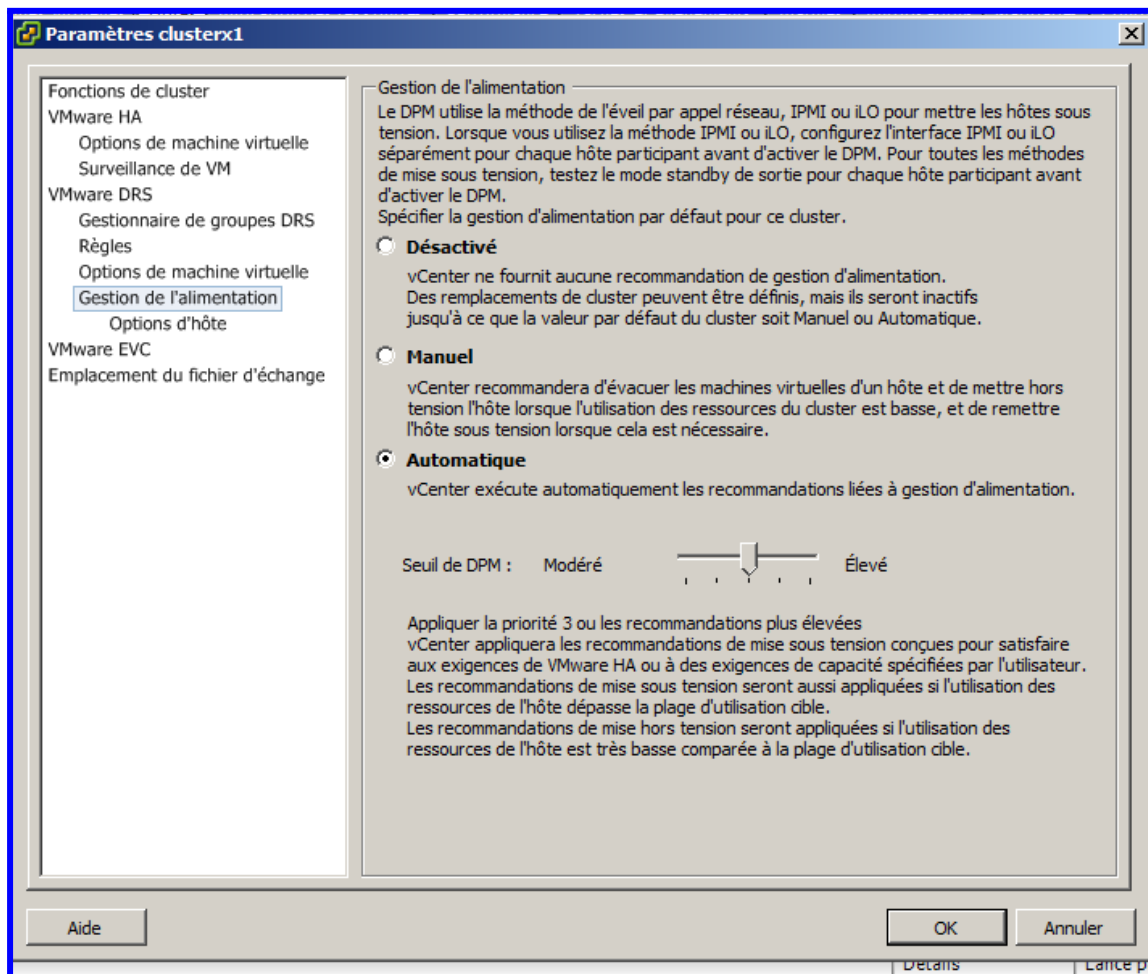 Paramètres clusterx1
Fonctions de cluster
VMware HA
Options de machine virtuelle
Surveillance de VM
VMware DRS
Gestionnaire de groupes DRS
Règles
Options de machine virtuelle
Gestion de l'alimentation
Options d'hôte
VMware EVC
Emplacement du fichier d'échange
Gestion de l'alimentation
Le DPM utilise la méthode de l'éveil par appel réseau, IPMI ou iLO pour mettre les hôtes sous
tension. Lorsque vous utilisez la méthode IPMI ou iLO, configurez l'interface IPMI ou iLO
séparément pour chaque hôte participant avant d'activer le DPM. Pour toutes les méthodes
de mise sous tension, testez le mode standby de sortie pour chaque hôte participant avant
d'activer le DPM.
Spécifier la gestion d'alimentation par défaut pour ce cluster.
Désactivé
vCenter ne fournit aucune recommandation de gestion d'alimentation.
Des remplacements de cluster peuvent être définis, mais ils seront inactifs
jusqu'à ce que la valeur par défaut du cluster soit Manuel ou Automatique.
Manuel
vCenter recommandera d'évacuer les machines virtuelles d'un hôte et de mettre hors
tension l'hôte lorsque l'utilisation des ressources du cluster est basse, et de remettre
l'hôte sous tension lorsque cela est nécessaire.
Automatique
vCenter exécute automatiquement les recommandations liées à gestion d'alimentation.
Seuil de DPM : Modéré Élevé
Appliquer la priorité 3 ou les recommandations plus élevées
vCenter appliquera les recommandations de mise sous tension conçues pour satisfaire
aux exigences de VMware HA ou à des exigences de capacité spécifiées par l'utilisateur.
Les recommandations de mise sous tension seront aussi appliquées si l'utilisation des
ressources de l'hôte dépasse la plage d'utilisation cible.
Les recommandations de mise hors tension seront appliquées si l'utilisation des
ressources de l'hôte est très basse comparée à la plage d'utilisation cible.
Aide OK Annuler
Détails Lancé p